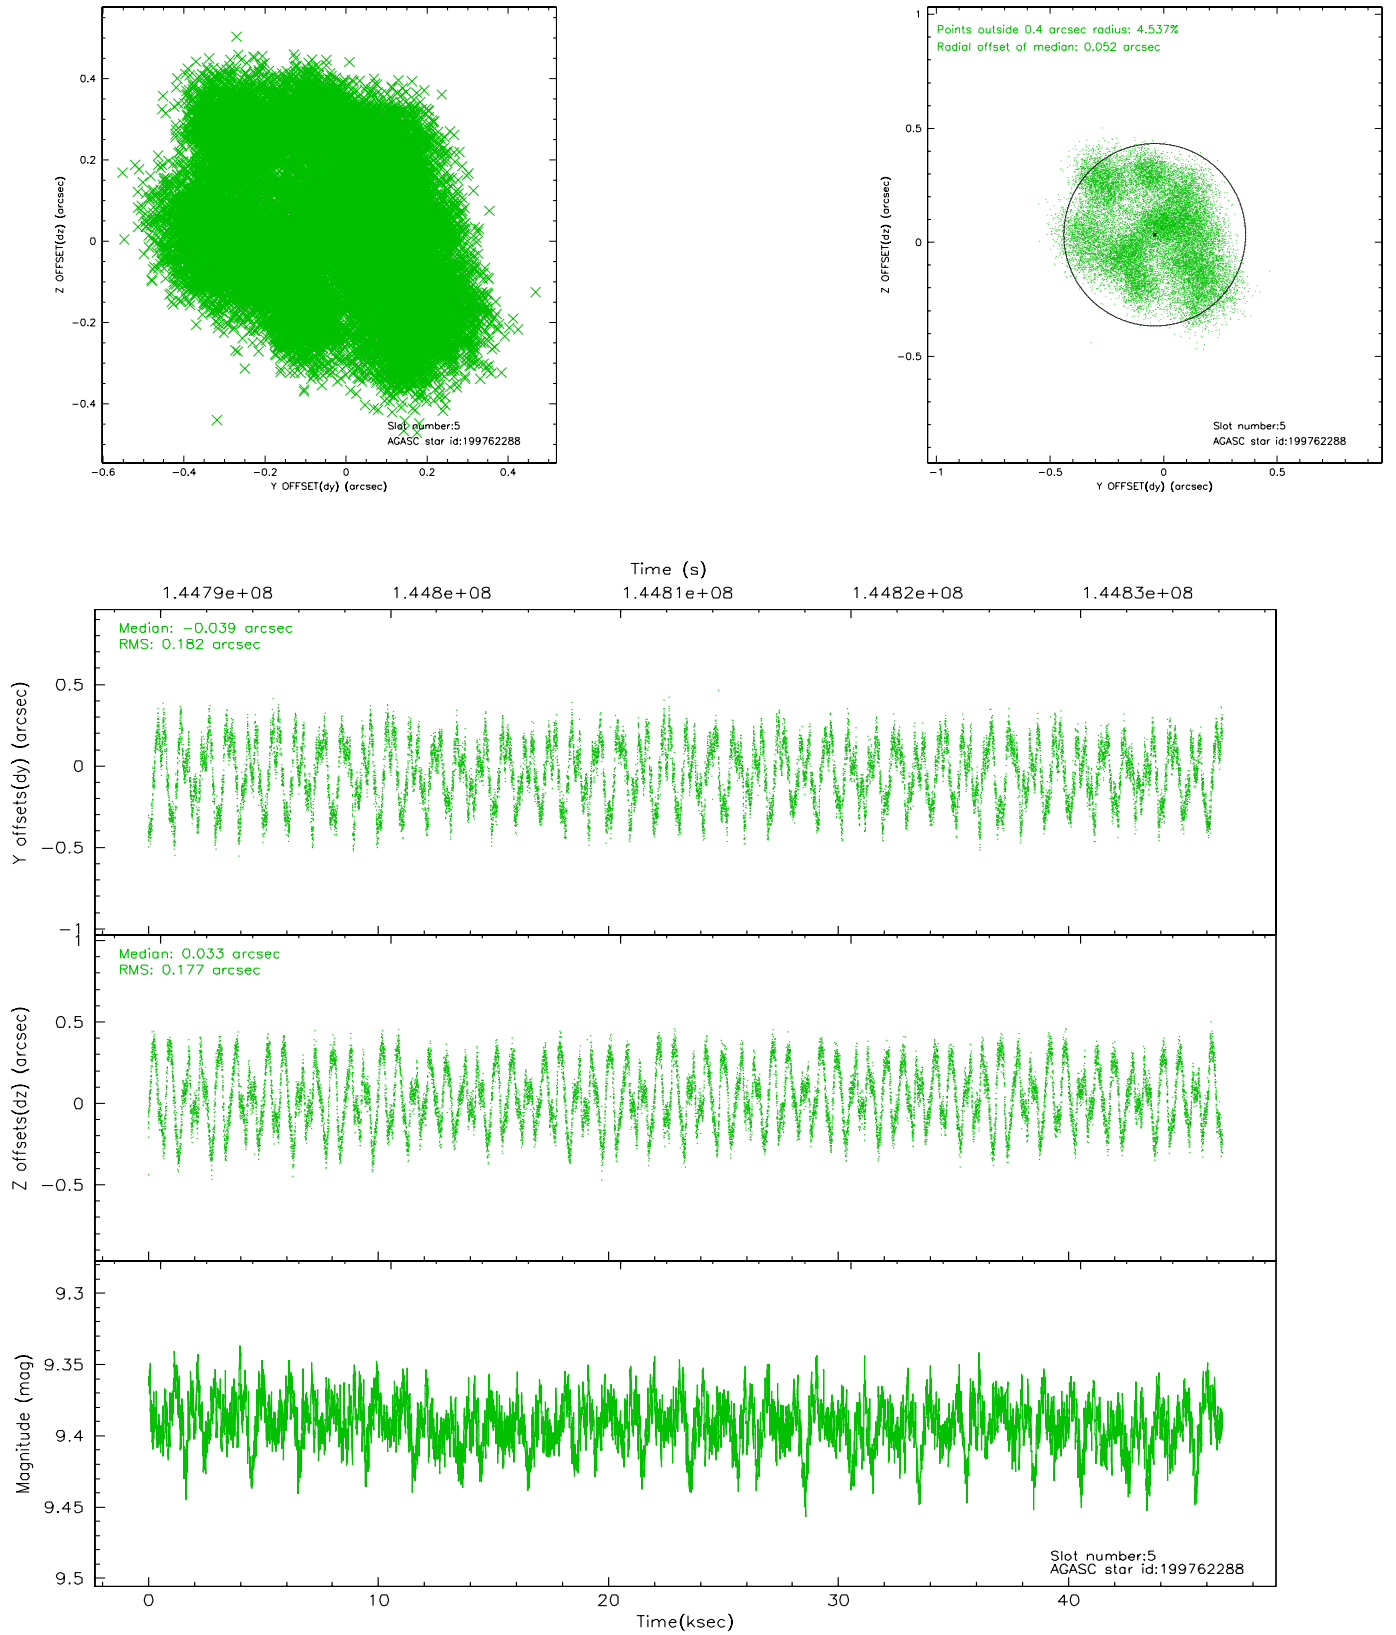 0.4
0.2
0
−0.2
−0.4
Z OFFSET(dz) (arcsec)
−0.6
−0.4
−0.2
0
0.2
0.4
Y OFFSET(dy) (arcsec)
Slot number:5
AGASC star id:199762288
Points outside 0.4 arcsec radius: 4.537%
Radial offset of median: 0.052 arcsec
1
0.5
0
−0.5
Z OFFSET(dz) (arcsec)
−1
−0.5
0
0.5
Y OFFSET(dy) (arcsec)
Slot number:5
AGASC star id:199762288
Time (s)
1.4479e+08
1.448e+08
1.4481e+08
1.4482e+08
1.4483e+08
Median: −0.039 arcsec
RMS: 0.182 arcsec
0.5
0
−0.5
−1
Y offsets(dy) (arcsec)
Median: 0.033 arcsec
RMS: 0.177 arcsec
1
0.5
0
−0.5
Z offsets(dz) (arcsec)
9.3
9.35
9.4
9.45
9.5
Magnitude (mag)
Slot number:5
AGASC star id:199762288
0
10
20
30
40
Time(ksec)